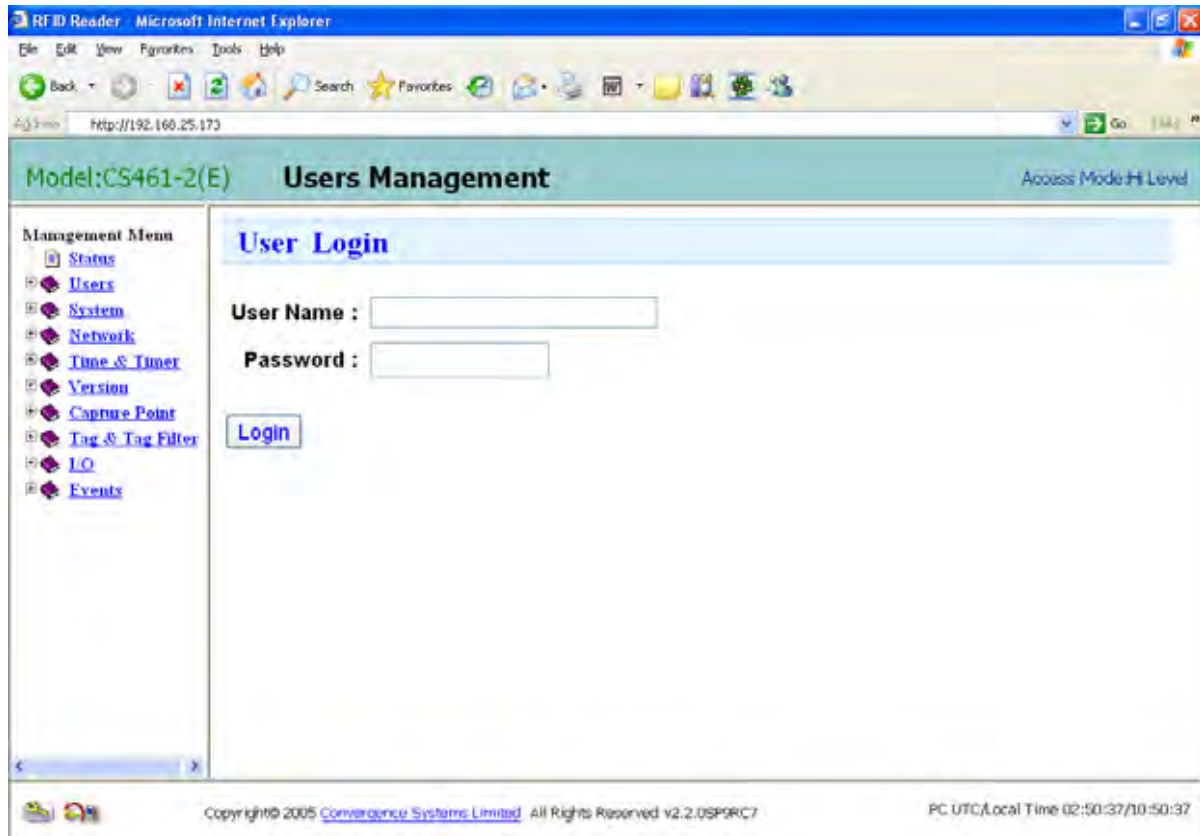 RFID Reader - Microsoft Internet Explorer
File Edit View Favorites Tools Help
Back Search Favorites
Address http://192.168.25.173 Go
Model:CS461-2(E) Users Management Access Mode:Hi Level
Management Menu
Status
Users
System
Network
Time & Timer
Version
Capture Point
Tag & Tag Filter
I/O
Events
User Login
User Name :
Password :
Login
Copyright© 2005 Convergence Systems Limited All Rights Reserved v2.2.0SP9RC7 PC UTC/Local Time 02:50:37/10:50:37